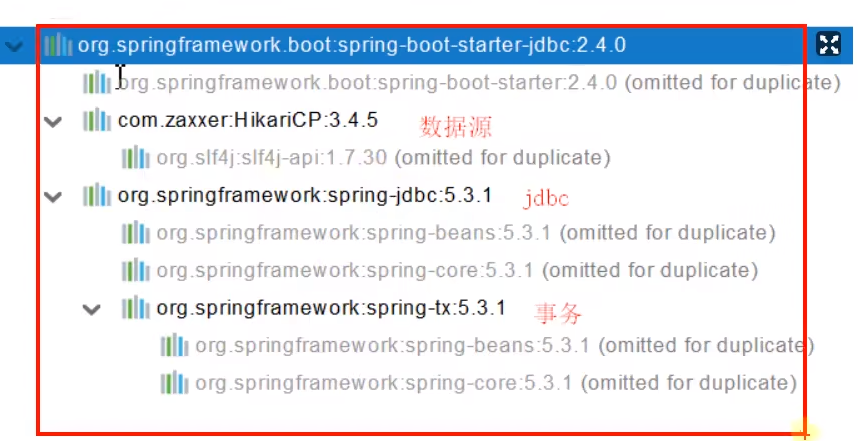 org.springframework.boot:spring-boot-starter-jdbc:2.4.0
org.springframework.boot:spring-boot-starter:2.4.0 (omitted for duplicate)
com.zaxxer:HikariCP:3.4.5 数据源
org.slf4j:slf4j-api:1.7.30 (omitted for duplicate)
org.springframework:spring-jdbc:5.3.1 jdbc
org.springframework:spring-beans:5.3.1 (omitted for duplicate)
org.springframework:spring-core:5.3.1 (omitted for duplicate)
org.springframework:spring-tx:5.3.1 事务
org.springframework:spring-beans:5.3.1 (omitted for duplicate)
org.springframework:spring-core:5.3.1 (omitted for duplicate)